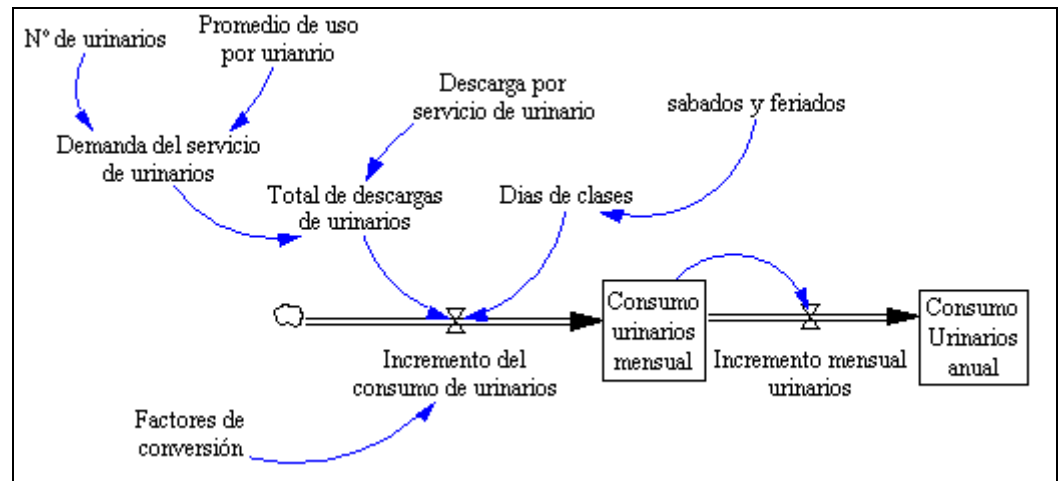 Nº de urinarios
Promedio de uso
por urianrio
Descarga por
servicio de urinario
sabados y feriados
Demanda del servicio
de urinarios
Total de descargas
de urinarios
Dias de clases
Consumo
urinarios
mensual
Consumo
Urinarios
anual
Incremento del
consumo de urinarios
Incremento mensual
urinarios
Factores de
conversión